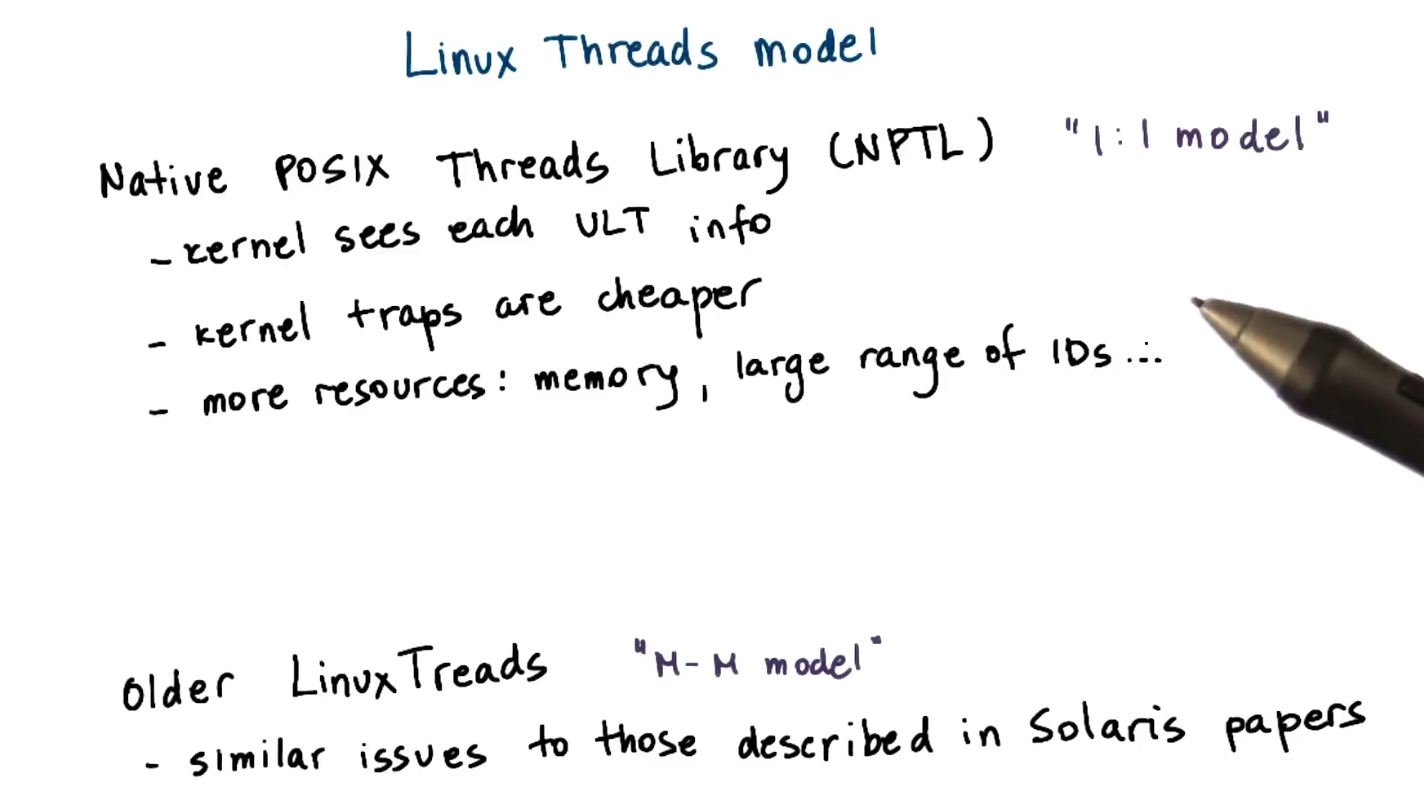 Linux Threads model
Native POSIX Threads Library (NPTL) "1:1 model"
- kernel sees each ULT info
- kernel traps are cheaper
- more resources: memory, large range of IDs...
Older LinuxTreads "M-M model"
- similar issues to those described in Solaris papers